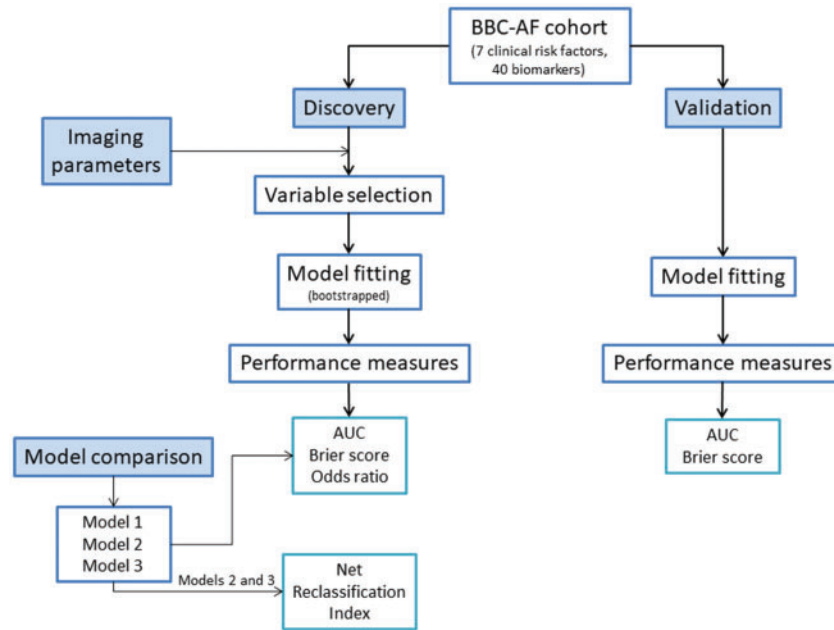 BBC-AF cohort
(7 clinical risk factors,
40 biomarkers)
Discovery
Validation
Imaging
parameters
Variable selection
Model fitting
(bootstrapped)
Model fitting
Performance measures
Performance measures
AUC
Brier score
Odds ratio
AUC
Brier score
Model comparison
Model 1
Model 2
Model 3
Models 2 and 3
Net
Reclassification
Index